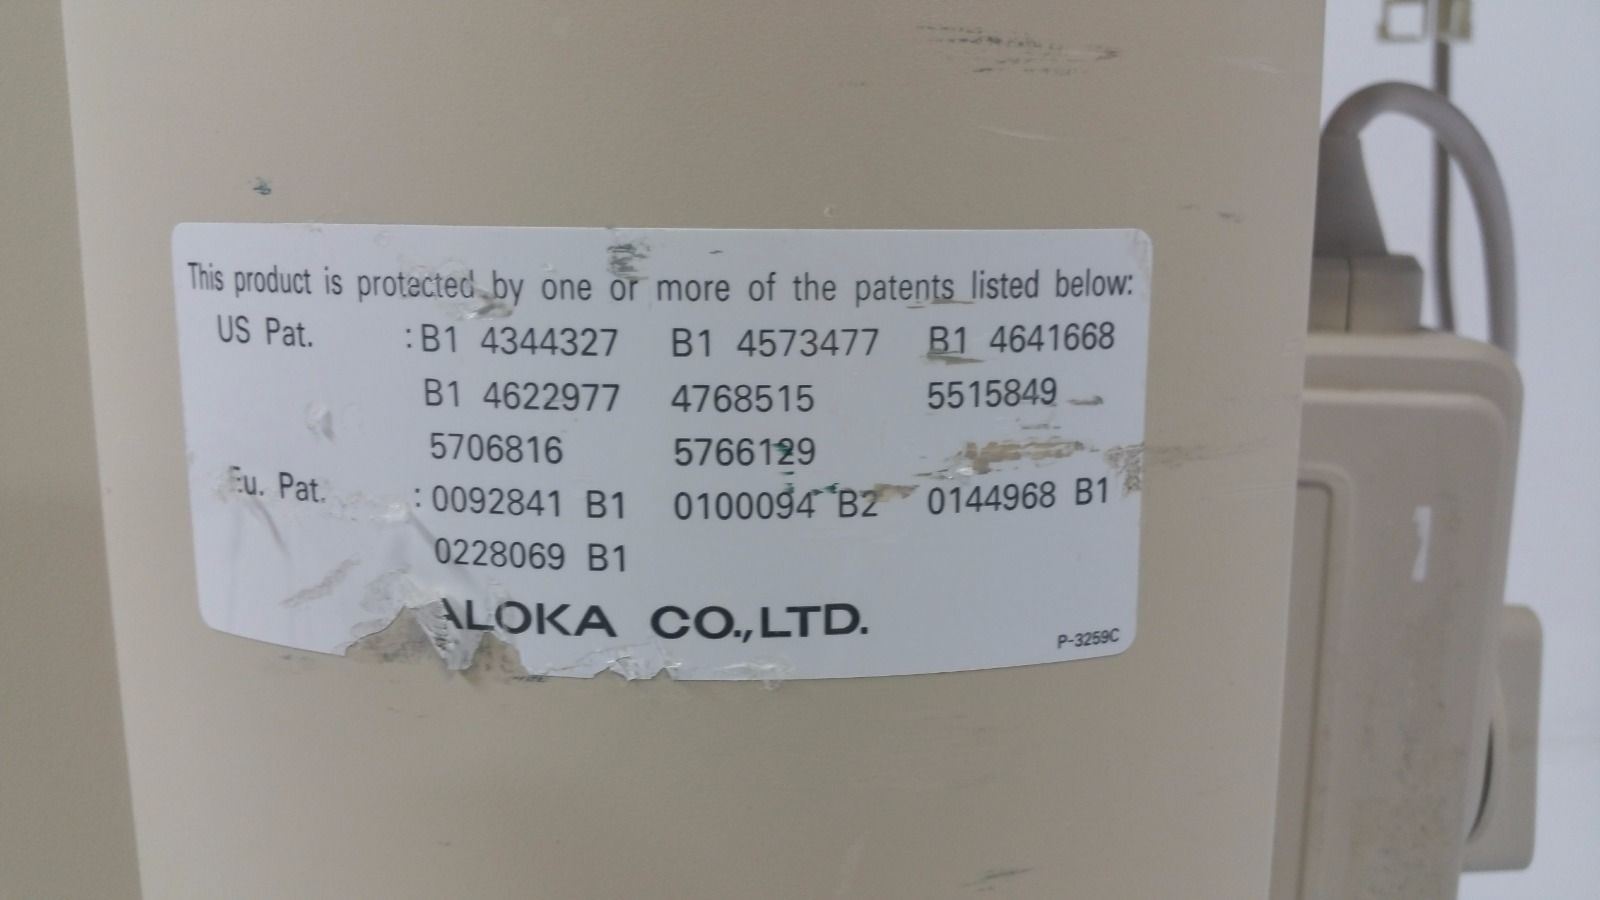 This product is protected by one or more of the patents listed below:
US Pat. :B1 4344327 B1 4573477 B1 4641668
B1 4622977 4768515 5515849
5706816 5766129
Eu. Pat. :0092841 B1 0100094 B2 0144968 B1
0228069 B1
ALOKA CO.,LTD.
P-3259C